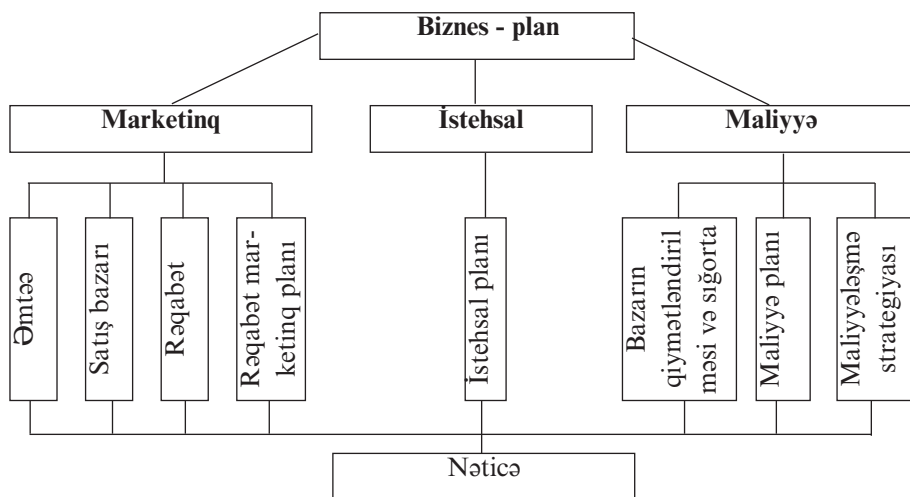 Biznes - plan
Marketinq
İstehsal
Maliyyə
Əmtəə
Satış bazarı
Rəqabət
Rəqabət mar-
ketinq planı
İstehsal planı
Bazarın
qiymətləndiril
məsi və sığorta
Maliyyə planı
Maliyyələşmə
strategiyası
Nəticə